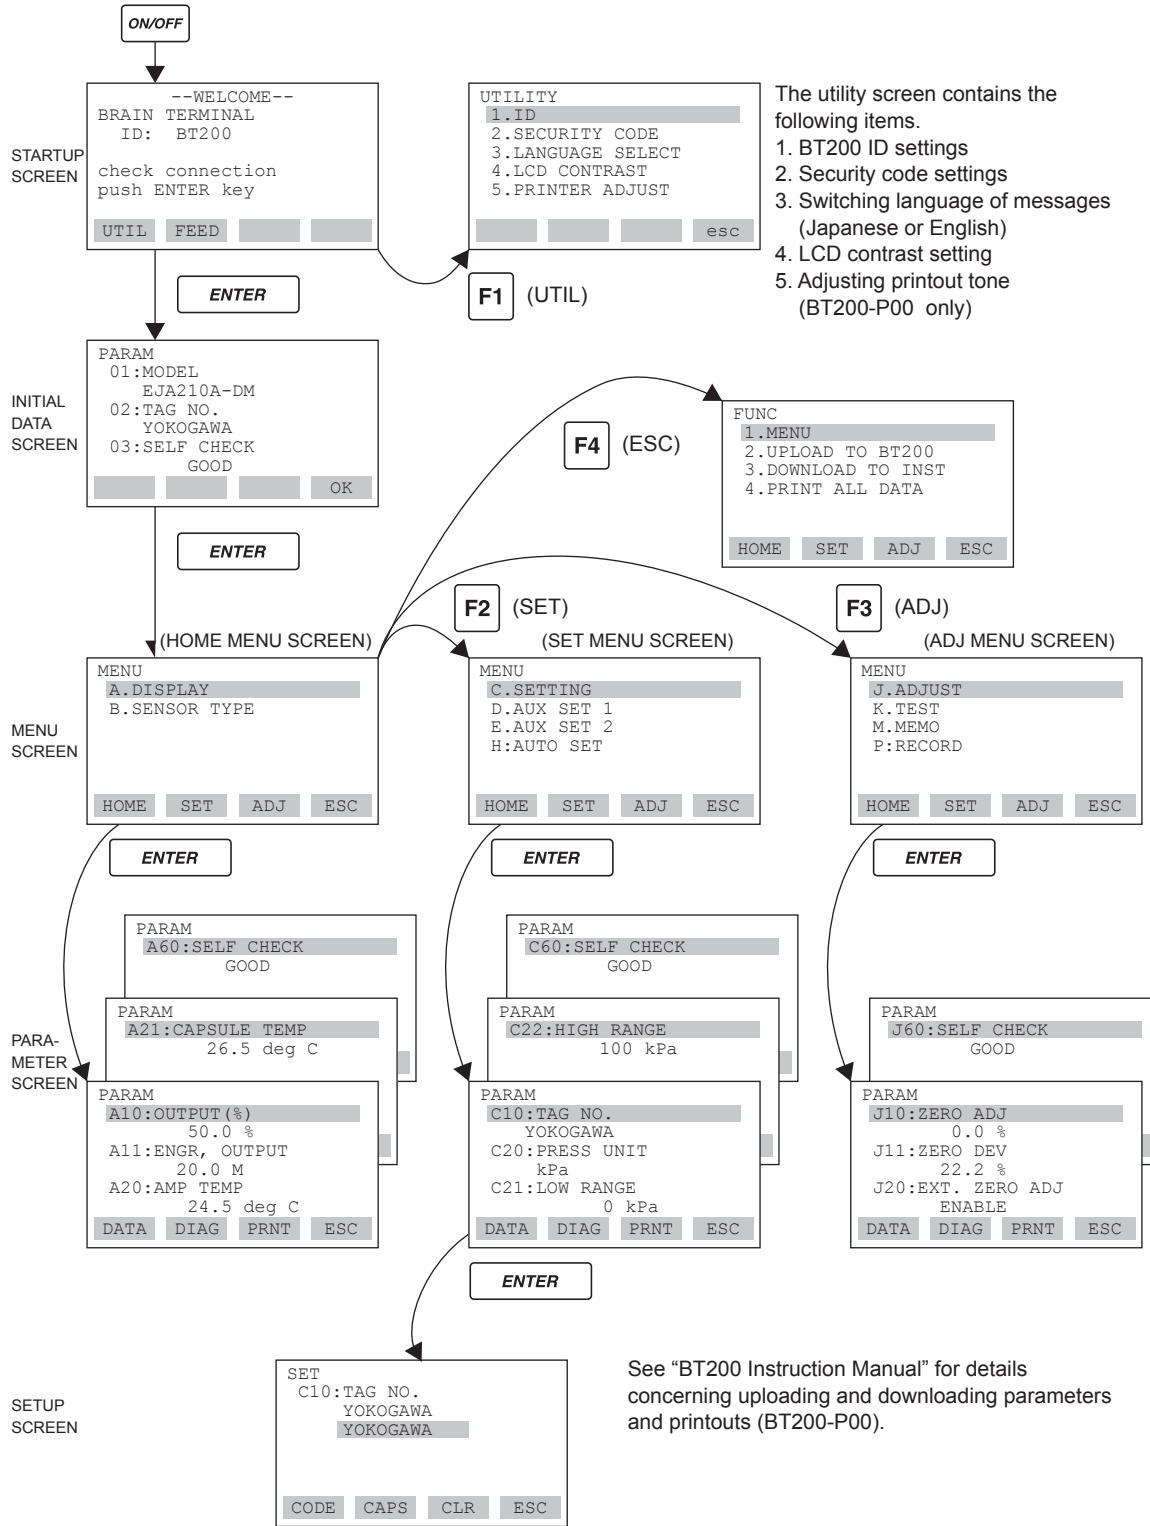 ON/OFF
STARTUP
SCREEN
--WELCOME--
BRAIN TERMINAL
ID: BT200
check connection
push ENTER key
UTIL FEED
UTILITY
1.ID
2.SECURITY CODE
3.LANGUAGE SELECT
4.LCD CONTRAST
5.PRINTER ADJUST
esc
The utility screen contains the
following items.
1. BT200 ID settings
2. Security code settings
3. Switching language of messages
(Japanese or English)
4. LCD contrast setting
5. Adjusting printout tone
(BT200-P00 only)
ENTER
F1 (UTIL)
INITIAL
DATA
SCREEN
PARAM
01:MODEL
EJA210A-DM
02:TAG NO.
YOKOGAWA
03:SELF CHECK
GOOD
OK
F4 (ESC)
FUNC
1.MENU
2.UPLOAD TO BT200
3.DOWNLOAD TO INST
4.PRINT ALL DATA
HOME SET ADJ ESC
ENTER
F2 (SET)
F3 (ADJ)
(HOME MENU SCREEN)
(SET MENU SCREEN)
(ADJ MENU SCREEN)
MENU
SCREEN
MENU
A.DISPLAY
B.SENSOR TYPE
HOME SET ADJ ESC
MENU
C.SETTING
D.AUX SET 1
E.AUX SET 2
H:AUTO SET
HOME SET ADJ ESC
MENU
J.ADJUST
K.TEST
M.MEMO
P:RECORD
HOME SET ADJ ESC
ENTER
ENTER
ENTER
PARA-
METER
SCREEN
PARAM
A60:SELF CHECK
GOOD
PARAM
A21:CAPSULE TEMP
26.5 deg C
PARAM
A10:OUTPUT(%)
50.0 %
A11:ENGR, OUTPUT
20.0 M
A20:AMP TEMP
24.5 deg C
DATA DIAG PRNT ESC
PARAM
C60:SELF CHECK
GOOD
PARAM
C22:HIGH RANGE
100 kPa
PARAM
C10:TAG NO.
YOKOGAWA
C20:PRESS UNIT
kPa
C21:LOW RANGE
0 kPa
DATA DIAG PRNT ESC
PARAM
J60:SELF CHECK
GOOD
PARAM
J10:ZERO ADJ
0.0 %
J11:ZERO DEV
22.2 %
J20:EXT. ZERO ADJ
ENABLE
DATA DIAG PRNT ESC
ENTER
SETUP
SCREEN
SET
C10:TAG NO.
YOKOGAWA
YOKOGAWA
CODE CAPS CLR ESC
See “BT200 Instruction Manual” for details
concerning uploading and downloading parameters
and printouts (BT200-P00).